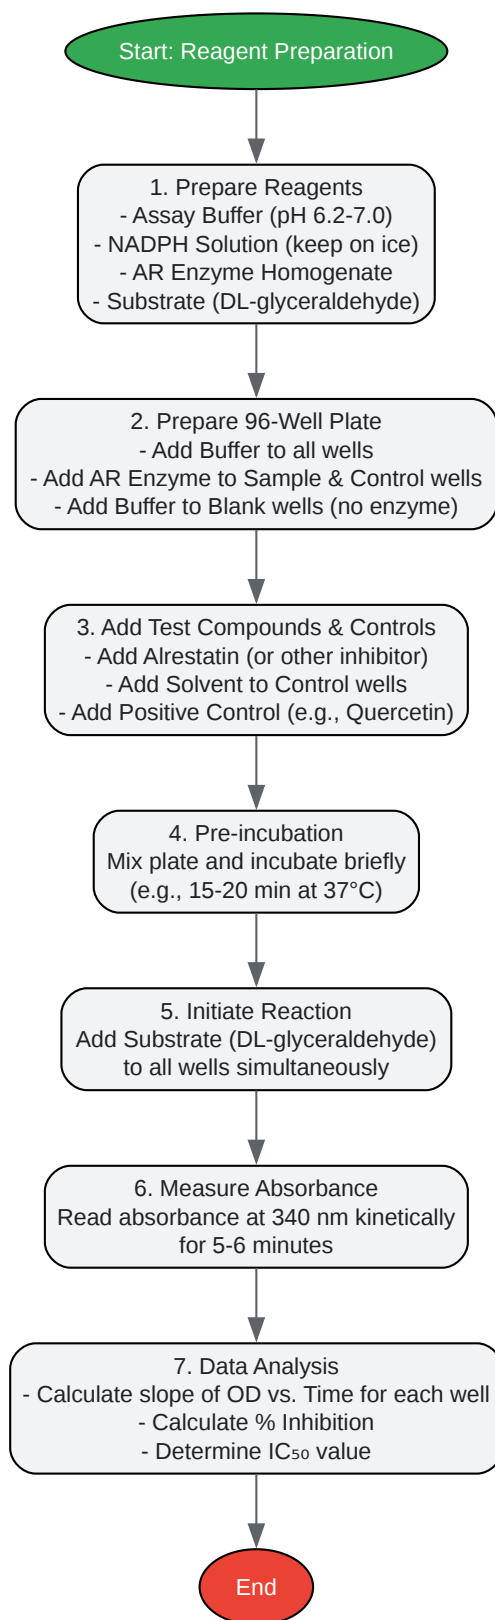 Start: Reagent Preparation
1. Prepare Reagents
- Assay Buffer (pH 6.2-7.0)
- NADPH Solution (keep on ice)
- AR Enzyme Homogenate
- Substrate (DL-glyceraldehyde)
2. Prepare 96-Well Plate
- Add Buffer to all wells
- Add AR Enzyme to Sample & Control wells
- Add Buffer to Blank wells (no enzyme)
3. Add Test Compounds & Controls
- Add Alrestatin (or other inhibitor)
- Add Solvent to Control wells
- Add Positive Control (e.g., Quercetin)
4. Pre-incubation
Mix plate and incubate briefly
(e.g., 15-20 min at 37°C)
5. Initiate Reaction
Add Substrate (DL-glyceraldehyde)
to all wells simultaneously
6. Measure Absorbance
Read absorbance at 340 nm kinetically
for 5-6 minutes
7. Data Analysis
- Calculate slope of OD vs. Time for each well
- Calculate % Inhibition
- Determine IC₅₀ value
End